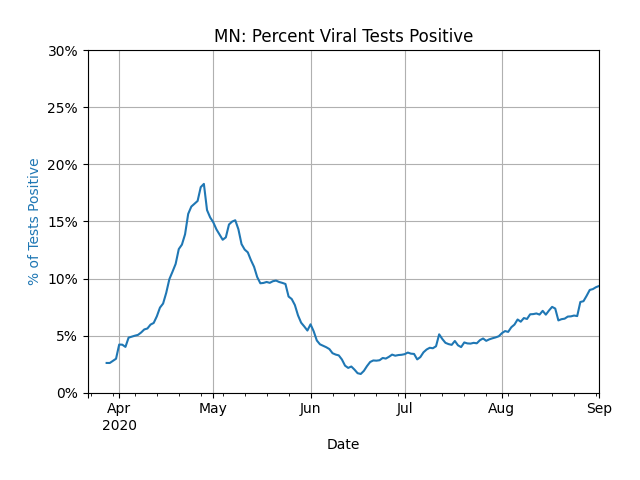 MN: Percent Viral Tests Positive
30%
25%
20%
15%
10%
5%
0%
% of Tests Positive
Apr May Jun Jul Aug Sep
2020
Date